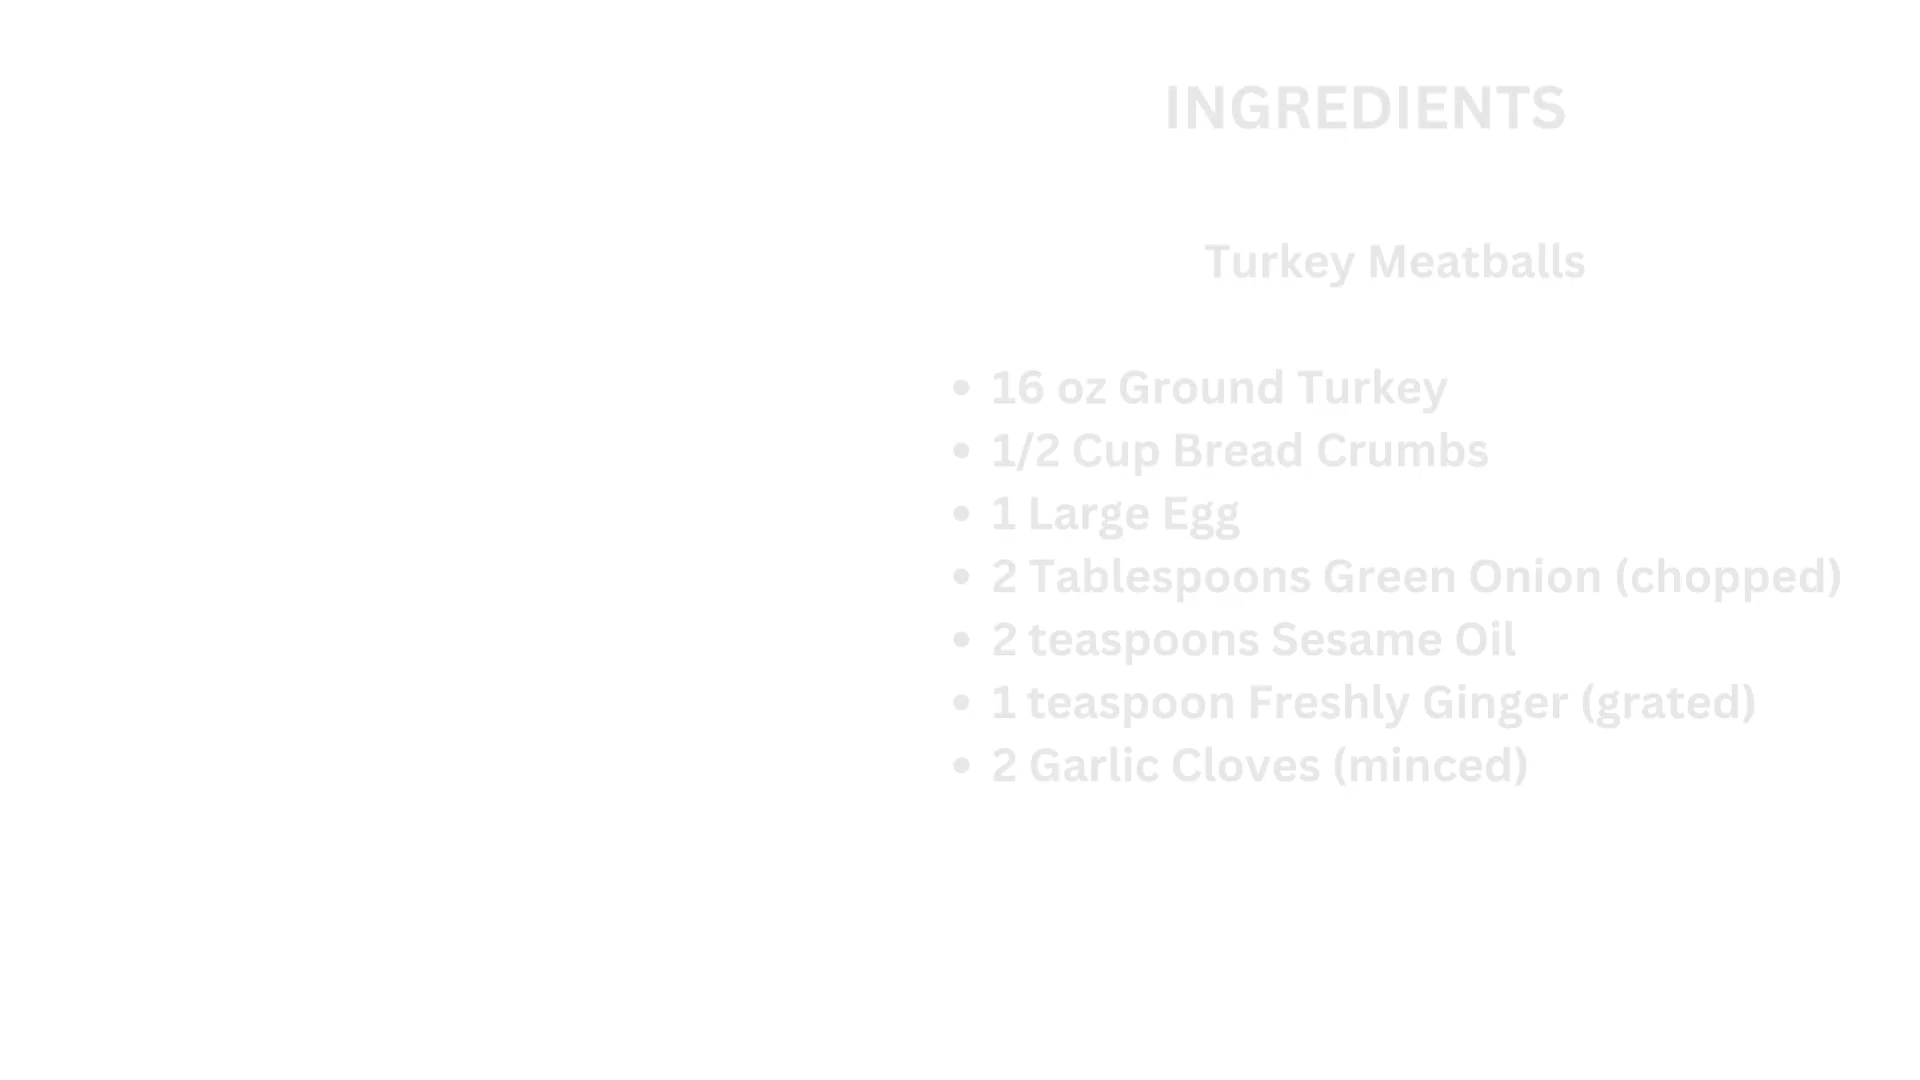 INGREDIENTS
Turkey Meatballs
• 16 oz Ground Turkey
• 1/2 Cup Bread Crumbs
• 1 Large Egg
• 2 Tablespoons Green Onion (chopped)
• 2 teaspoons Sesame Oil
• 1 teaspoon Freshly Ginger (grated)
• 2 Garlic Cloves (minced)